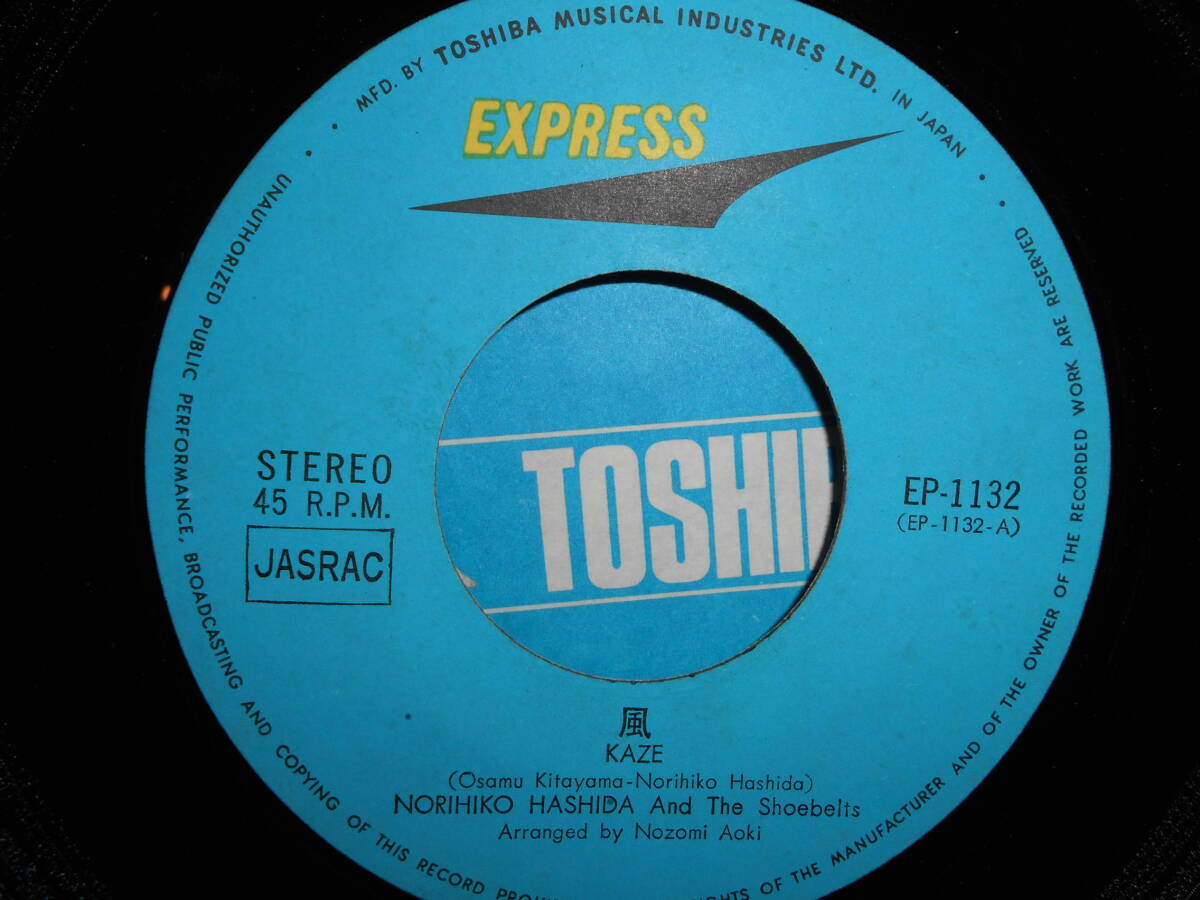 MFD. BY TOSHIBA MUSICAL INDUSTRIES LTD. IN JAPAN
EXPRESS
TOSHI
STEREO
45 R.P.M.
JASRAC
EP-1132
(EP-1132-A)
風
KAZE
(Osamu Kitayama-Norihiko Hashida)
NORIHIKO HASHIDA And The Shoebelts
Arranged by Nozomi Aoki
UNAUTHORIZED PUBLIC PERFORMANCE, BROADCASTING AND COPYING OF THIS RECORD OF THE MANUFACTURER AND OF THE OWNER OF THE RECORDED WORK ARE RESERVED